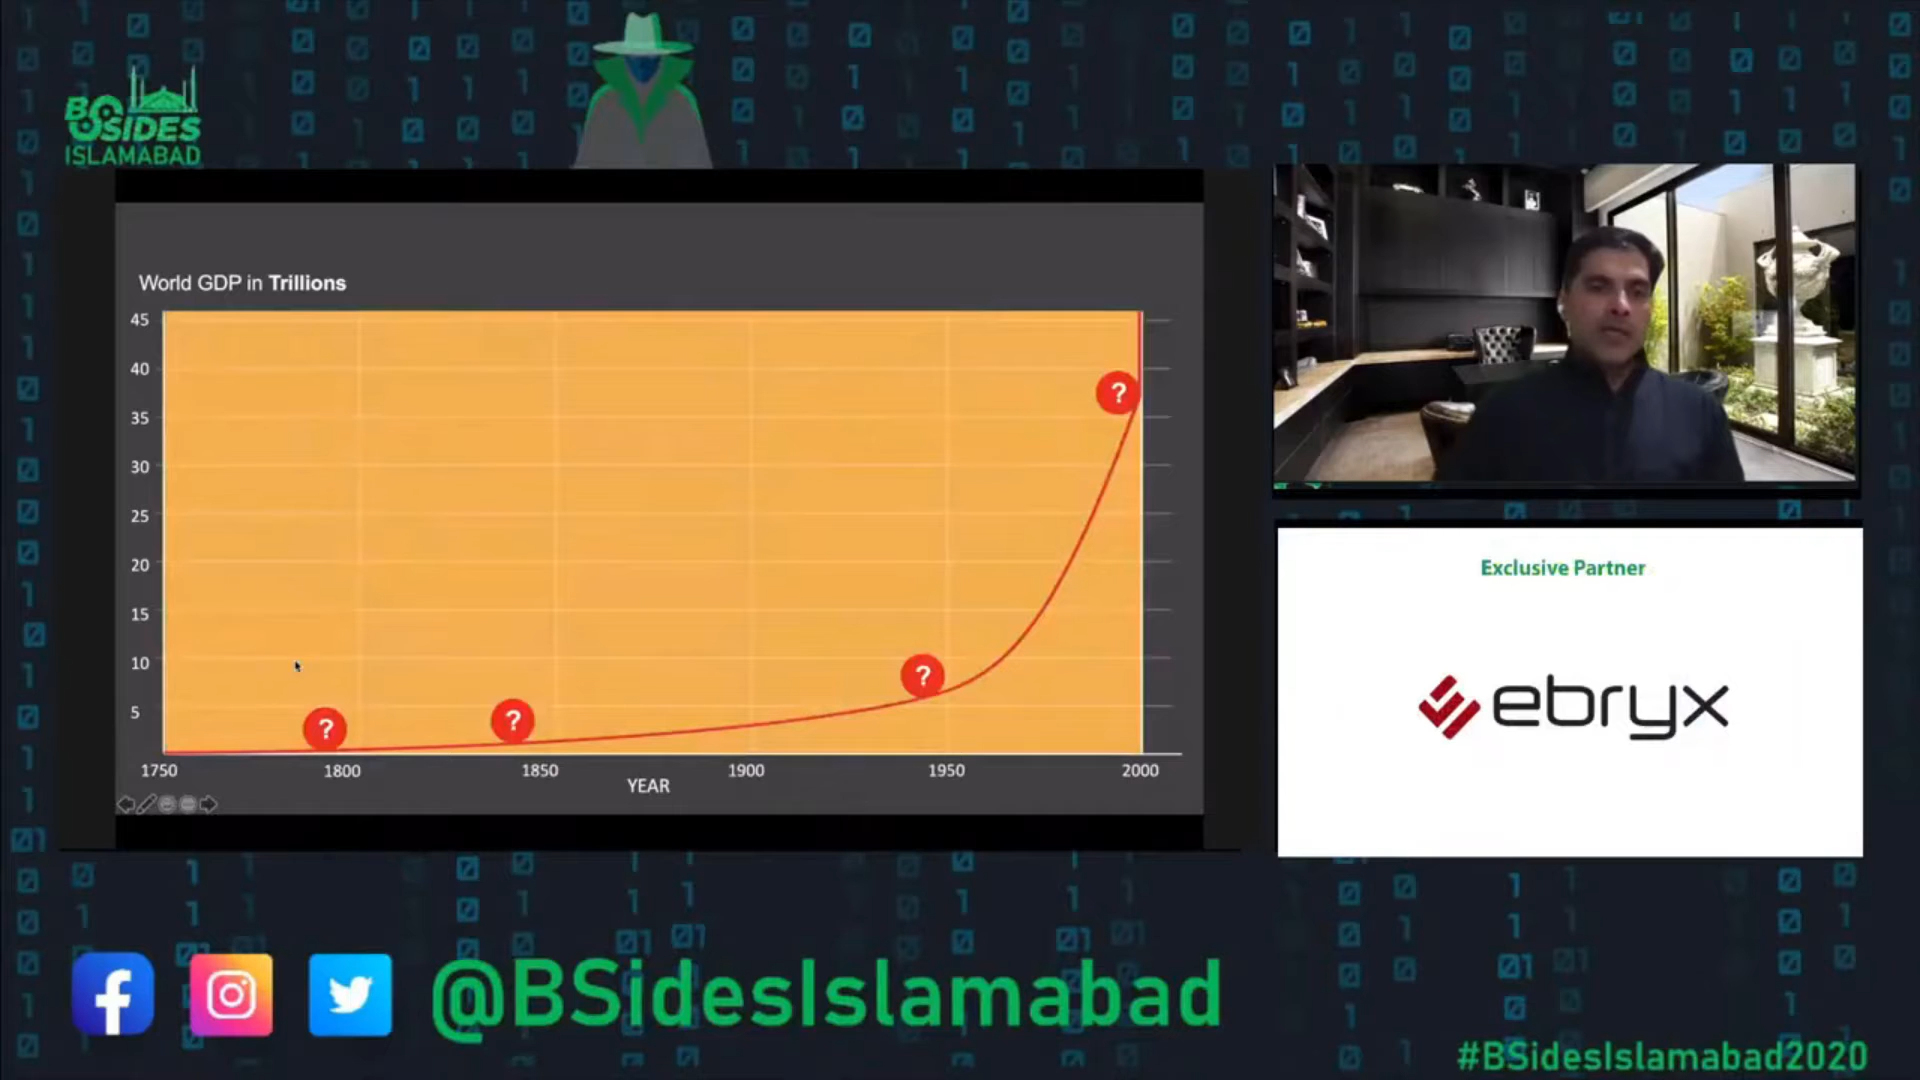 BSIDES
ISLAMABAD
World GDP in Trillions
45
40
35
30
25
20
15
10
5
?
?
?
?
1750 1800 1850 1900 1950 2000
YEAR
Exclusive Partner
ebryx
@BSidesIslamabad
#BSidesIslamabad2020